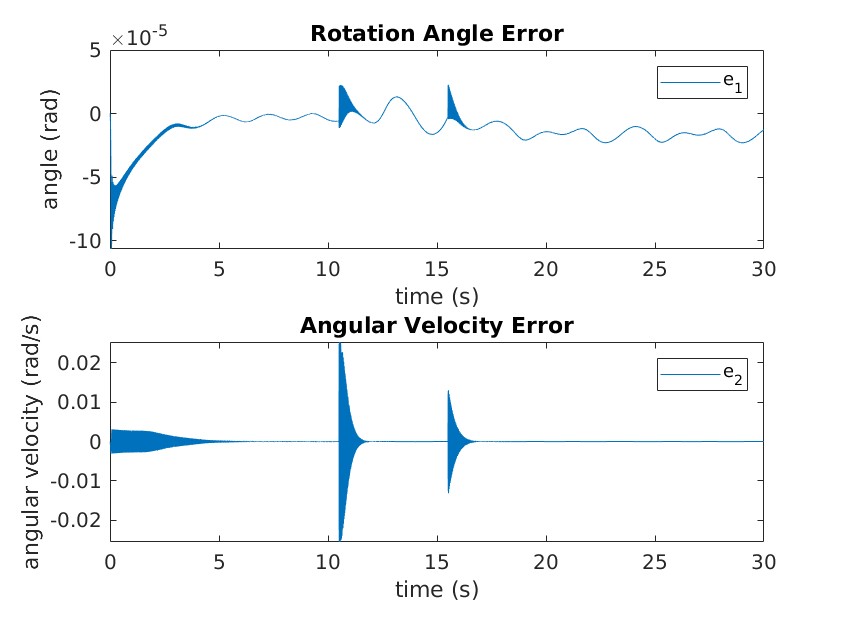 Rotation Angle Error
×10-5
5
0
-5
-10
angle (rad)
e1
0 5 10 15 20 25 30
time (s)
Angular Velocity Error
0.02
0.01
0
-0.01
-0.02
angular velocity (rad/s)
e2
0 5 10 15 20 25 30
time (s)